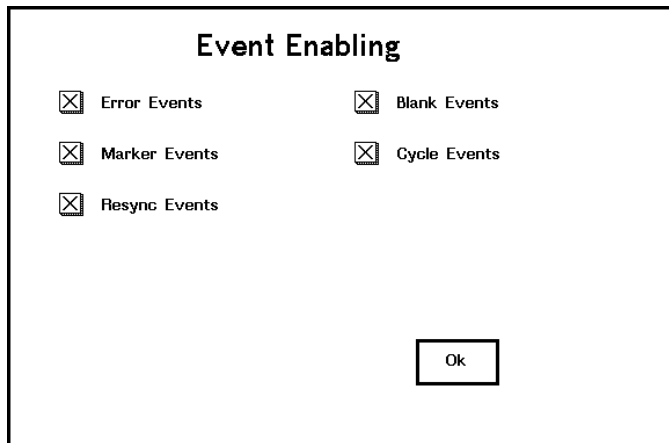 Event Enabling
Error Events
Blank Events
Marker Events
Cycle Events
Resync Events
Ok